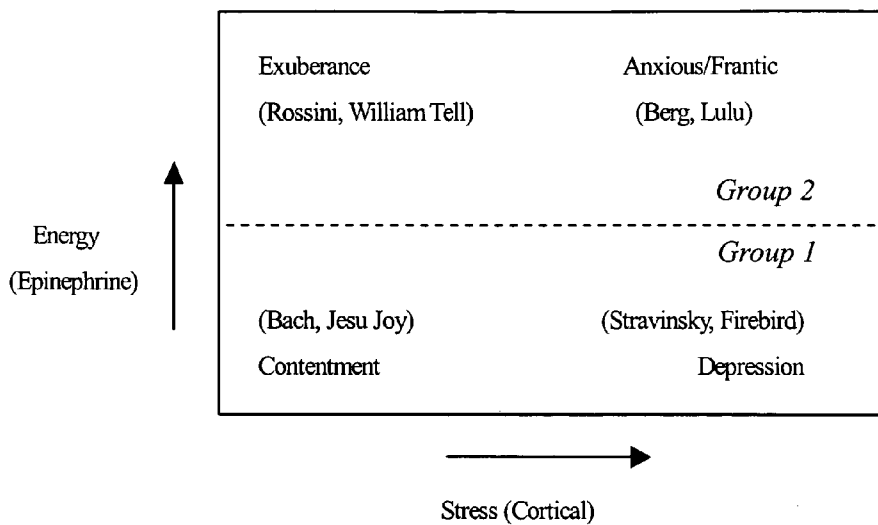 Exuberance
Anxious/Frantic
(Rossini, William Tell)
(Berg, Lulu)
Group 2
Energy
(Epinephrine)
Group 1
(Bach, Jesu Joy)
(Stravinsky, Firebird)
Contentment
Depression
Stress (Cortical)